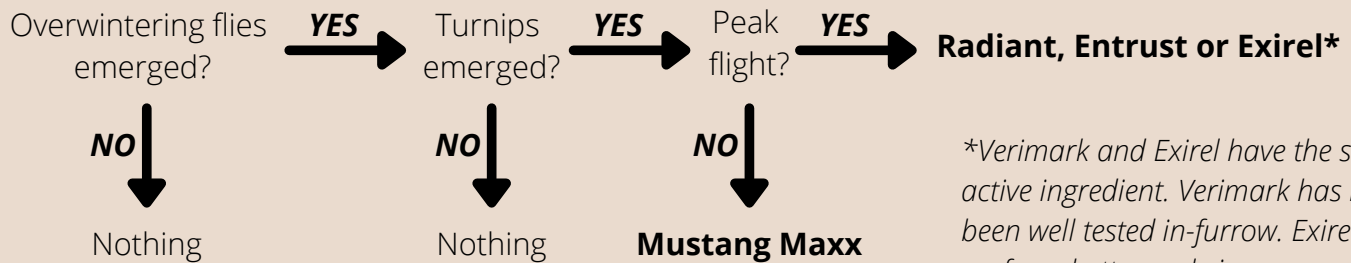 Overwintering flies
emerged?
YES
Turnips
emerged?
YES
Peak
flight?
YES
Radiant, Entrust or Exirel*
NO
NO
NO
*Verimark and Exirel have the
active ingredient. Verimark has
been well tested in-furrow.
Nothing
Nothing
Mustang Maxx